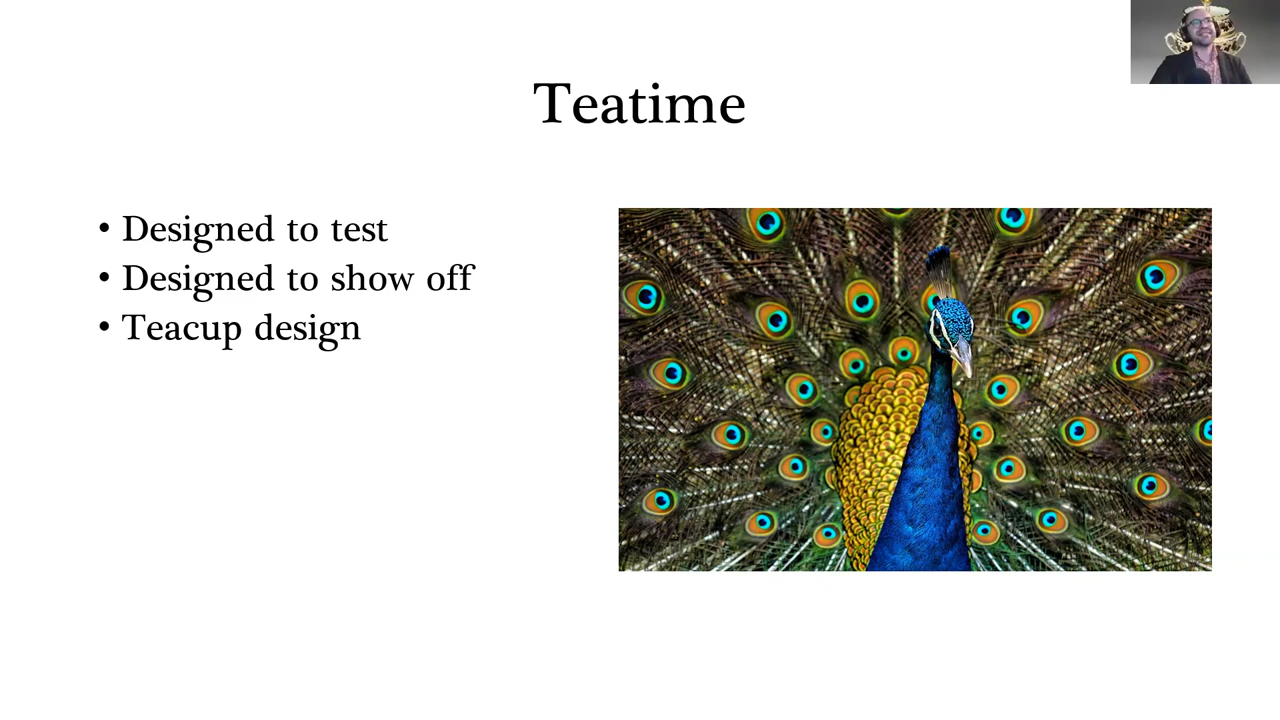 Teatime
• Designed to test
• Designed to show off
• Teacup design